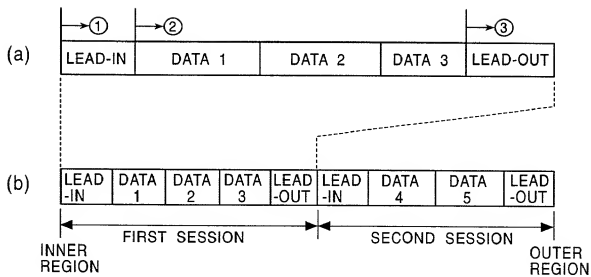 ① ② ③
(a) LEAD-IN DATA 1 DATA 2 DATA 3 LEAD-OUT
(b) LEAD DATA DATA DATA LEAD LEAD DATA DATA LEAD
-IN 1 2 3 -OUT -IN 4 5 -OUT
FIRST SESSION SECOND SESSION
INNER OUTER
REGION REGION